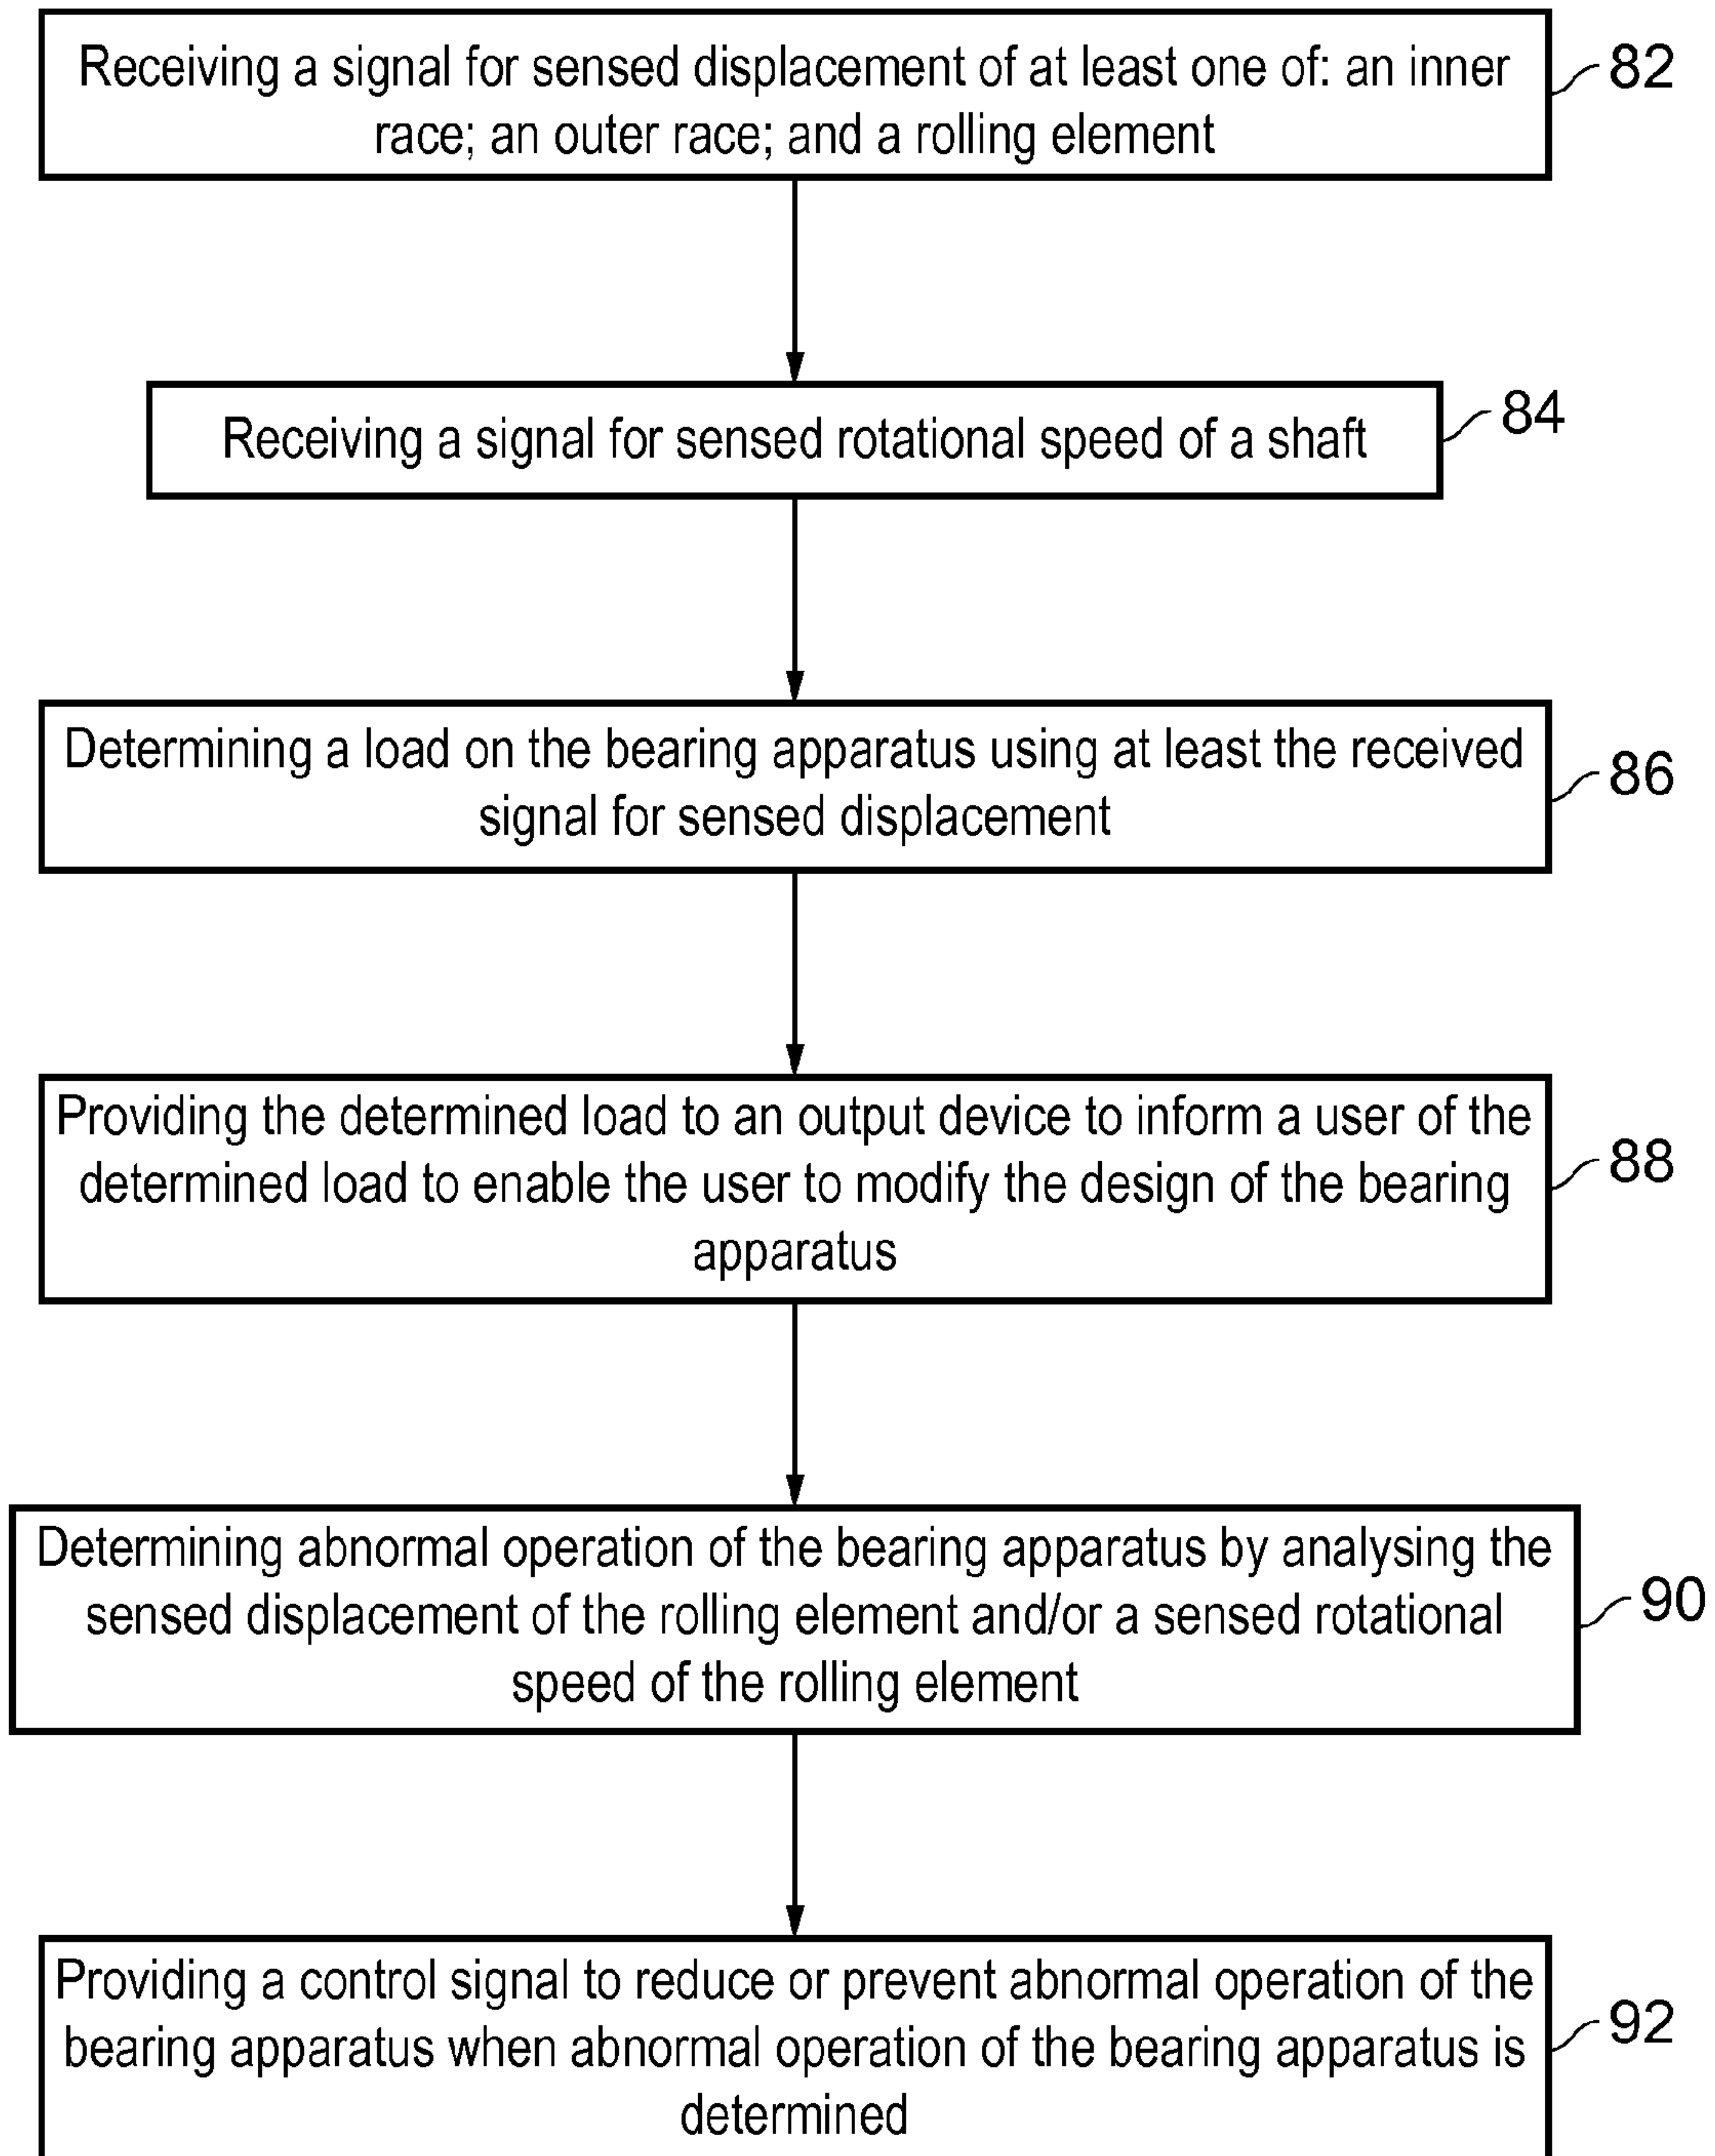 Receiving a signal for sensed displacement of at least one of: an inner
race; an outer race; and a rolling element
82
Receiving a signal for sensed rotational speed of a shaft
84
Determining a load on the bearing apparatus using at least the received
signal for sensed displacement
86
Providing the determined load to an output device to inform a user of the
determined load to enable the user to modify the design of the bearing
apparatus
88
Determining abnormal operation of the bearing apparatus by analysing the
sensed displacement of the rolling element and/or a sensed rotational
speed of the rolling element
90
Providing a control signal to reduce or prevent abnormal operation of the
bearing apparatus when abnormal operation of the bearing apparatus is
determined
92